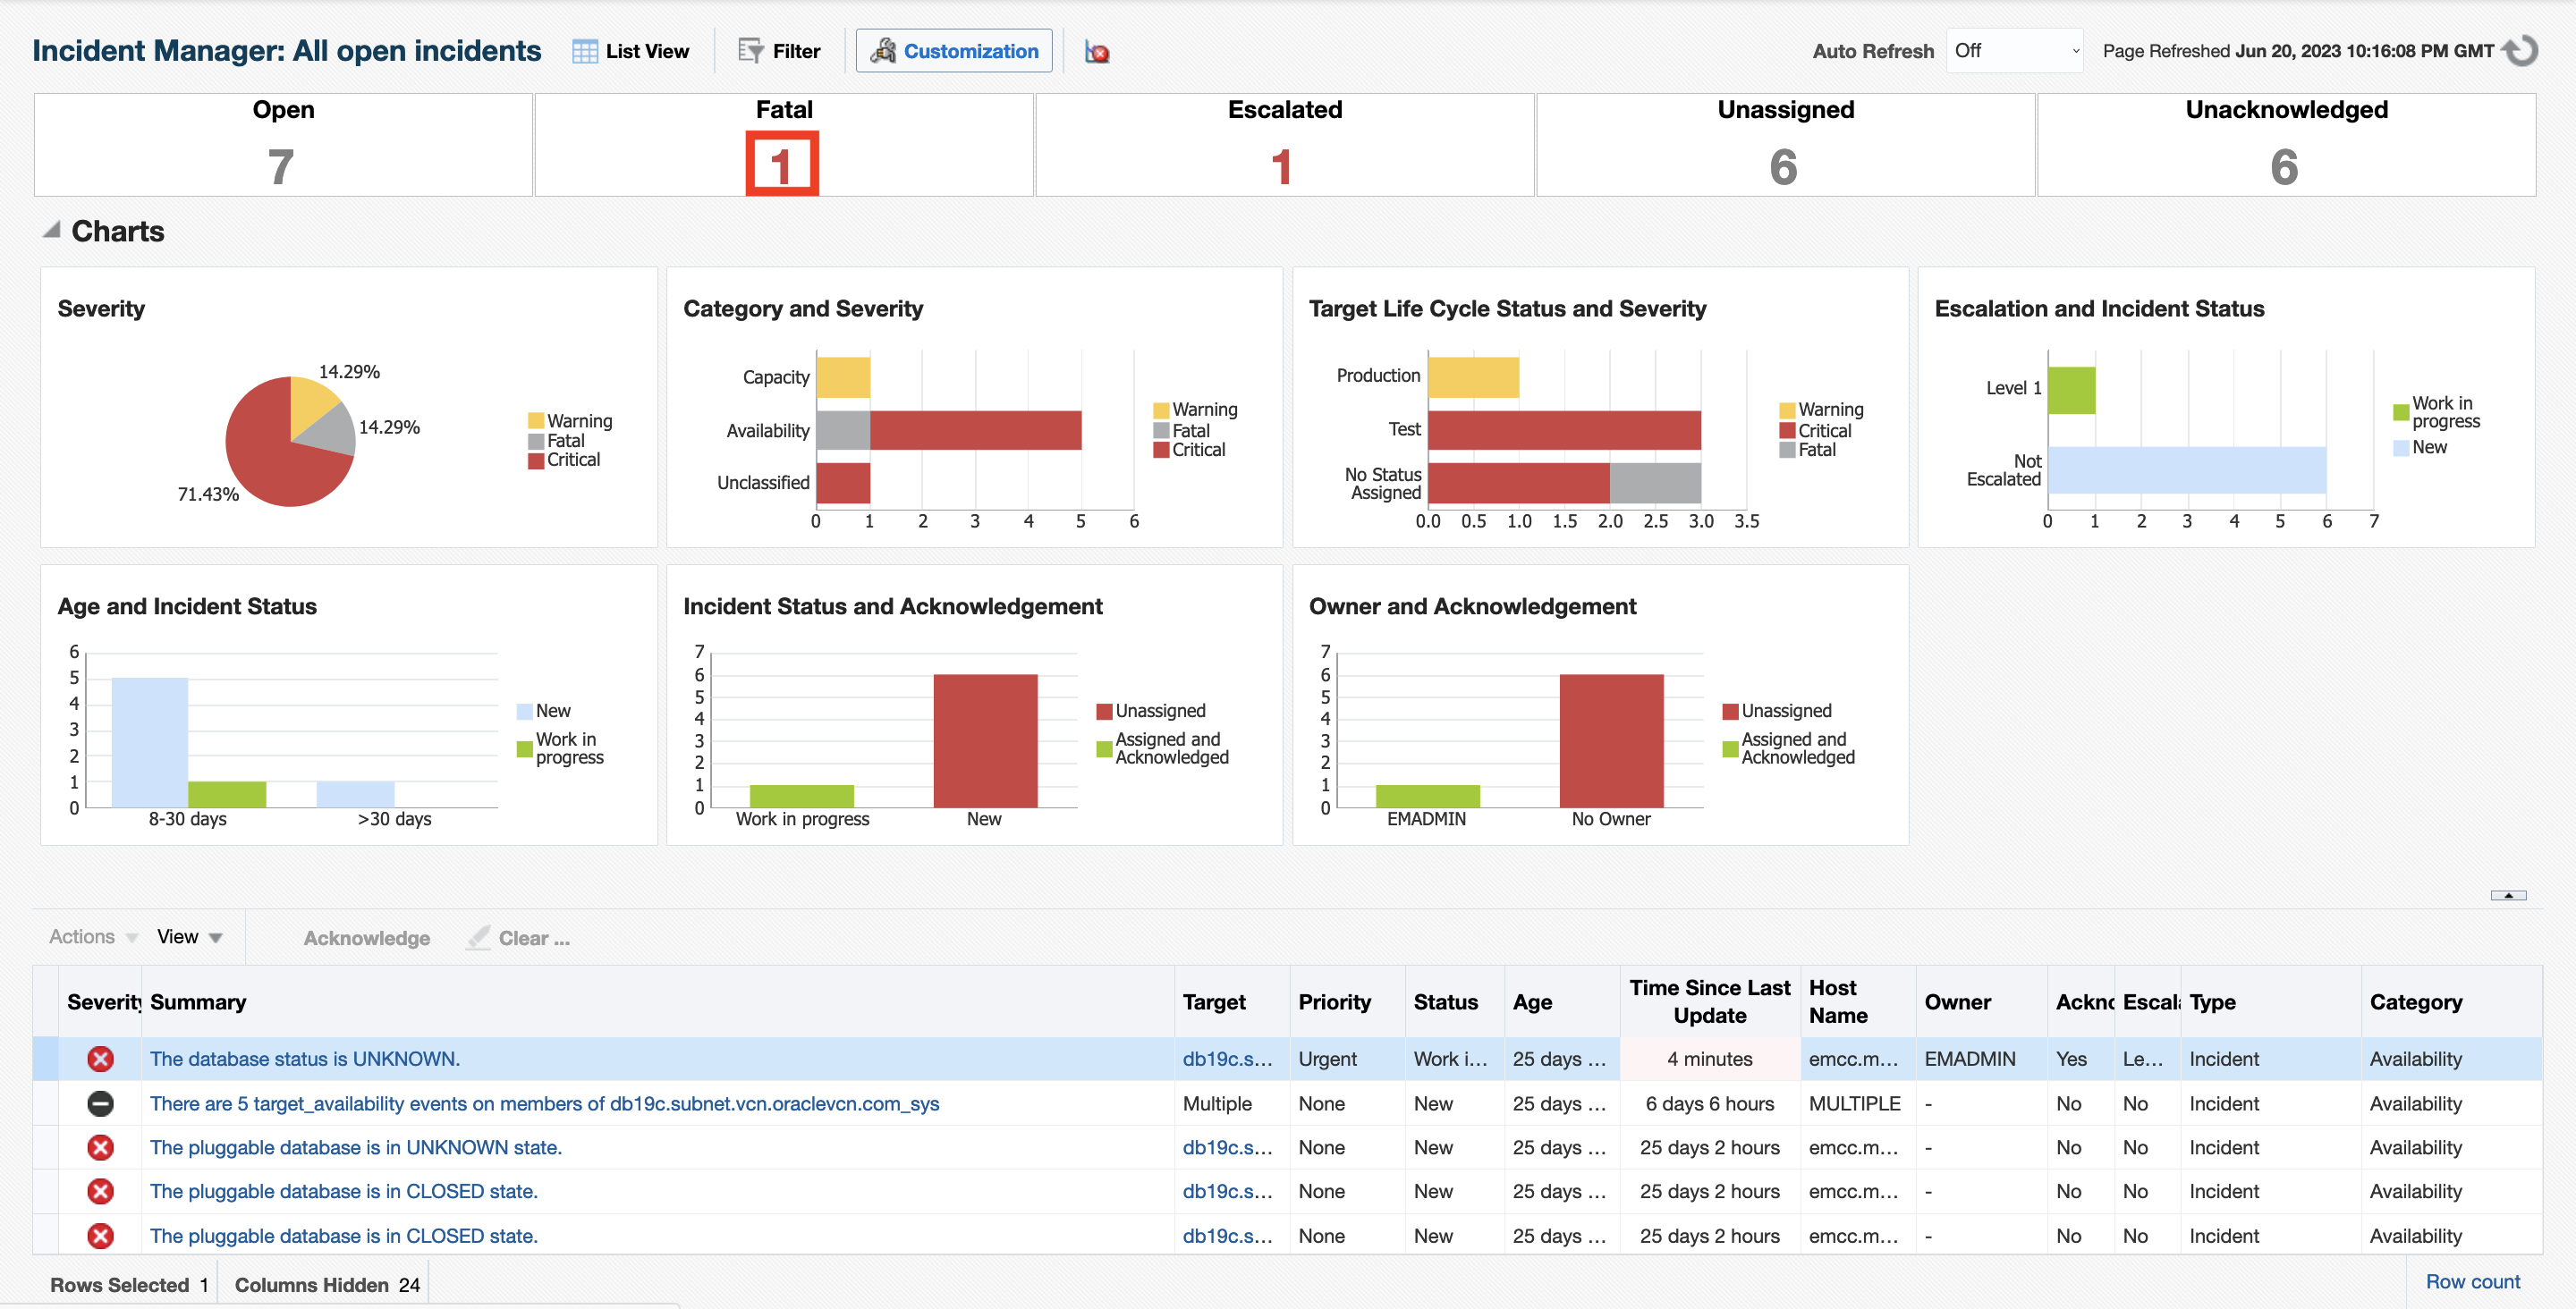 Incident Manager: All open incidents List View Filter Customization Auto Refresh Off Page Refreshed Jun 20, 2023 10:16:08 PM GMT
Open Fatal Escalated Unassigned Unacknowledged
7 1 1 6 6
Charts
Severity
14.29%
14.29%
71.43%
Warning
Fatal
Critical
Category and Severity
Capacity
Availability
Unclassified
0 1 2 3 4 5 6
Warning
Fatal
Critical
Target Life Cycle Status and Severity
Production
Test
No Status
Assigned
0.0 0.5 1.0 1.5 2.0 2.5 3.0 3.5
Warning
Critical
Fatal
Escalation and Incident Status
Level 1
Not
Escalated
0 1 2 3 4 5 6 7
Work in
progress
New
Age and Incident Status
6
5
4
3
2
1
0
8-30 days >30 days
New
Work in
progress
Incident Status and Acknowledgement
7
6
5
4
3
2
1
0
Work in progress New
Unassigned
Assigned and
Acknowledged
Owner and Acknowledgement
7
6
5
4
3
2
1
0
EMADMIN No Owner
Unassigned
Assigned and
Acknowledged
Actions View Acknowledge Clear ...
Severity Summary Target Priority Status Age Time Since Last Update Host Name Owner Ackno Escala Type Category
The database status is UNKNOWN. db19c.s... Urgent Work i... 25 days ... 4 minutes emcc.m... EMADMIN Yes Le... Incident Availability
There are 5 target_availability events on members of db19c.subnet.vcn.oraclevcn.com_sys Multiple None New 25 days ... 6 days 6 hours MULTIPLE - No No Incident Availability
The pluggable database is in UNKNOWN state. db19c.s... None New 25 days ... 25 days 2 hours emcc.m... - No No Incident Availability
The pluggable database is in CLOSED state. db19c.s... None New 25 days ... 25 days 2 hours emcc.m... - No No Incident Availability
The pluggable database is in CLOSED state. db19c.s... None New 25 days ... 25 days 2 hours emcc.m... - No No Incident Availability
Rows Selected 1 Columns Hidden 24 Row count